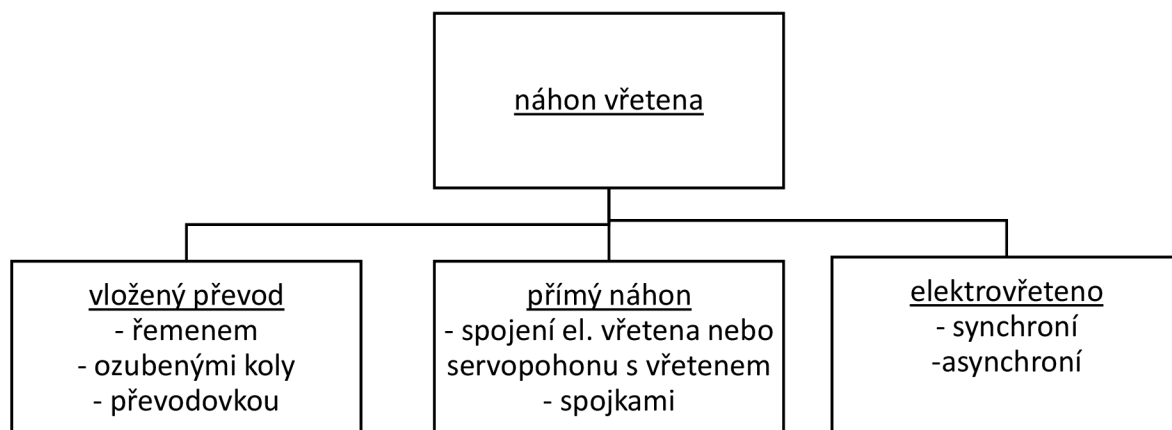 náhon vřetena
vložený převod
- řemenem
- ozubenými koly
- převodovkou
přímý náhon
- spojení el. vřetena nebo
servopohonu s vřetenem
- spojkami
elektrovřeteno
- synchroní
-asynchroní